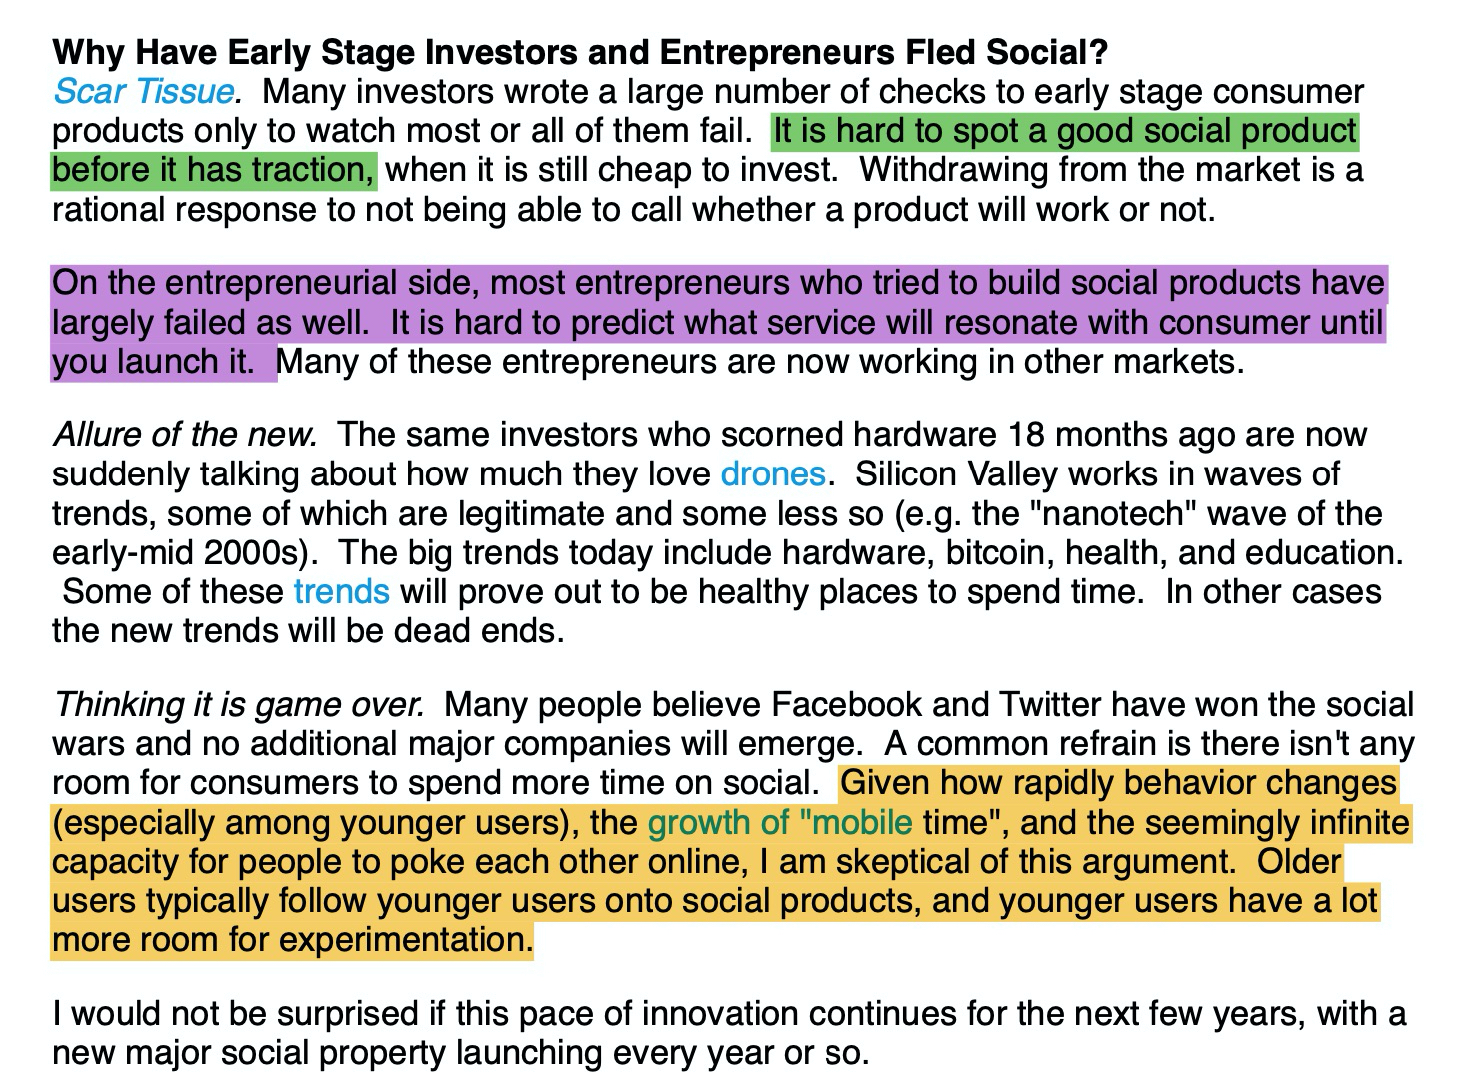 Why Have Early Stage Investors and Entrepreneurs Fled Social?
Scar Tissue.  Many investors wrote a large number of checks to early stage consumer
products only to watch most or all of them fail.  It is hard to spot a good social product
before it has traction, when it is still cheap to invest.  Withdrawing from the market is a
rational response to not being able to call whether a product will work or not.
On the entrepreneurial side, most entrepreneurs who tried to build social products have
largely failed as well.  It is hard to predict what service will resonate with consumer until
you launch it.  Many of these entrepreneurs are now working in other markets.
Allure of the new.  The same investors who scorned hardware 18 months ago are now
suddenly talking about how much they love drones.  Silicon Valley works in waves of
trends, some of which are legitimate and some less so (e.g. the "nanotech" wave of the
early-mid 2000s).  The big trends today include hardware, bitcoin, health, and education.
Some of these trends will prove out to be healthy places to spend time.  In other cases
the new trends will be dead ends.
Thinking it is game over.  Many people believe Facebook and Twitter have won the social
wars and no additional major companies will emerge.  A common refrain is there isn't any
room for consumers to spend more time on social.  Given how rapidly behavior changes
(especially among younger users), the growth of "mobile time", and the seemingly infinite
capacity for people to poke each other online, I am skeptical of this argument.  Older
users typically follow younger users onto social products, and younger users have a lot
more room for experimentation.
I would not be surprised if this pace of innovation continues for the next few years, with a
new major social property launching every year or so.